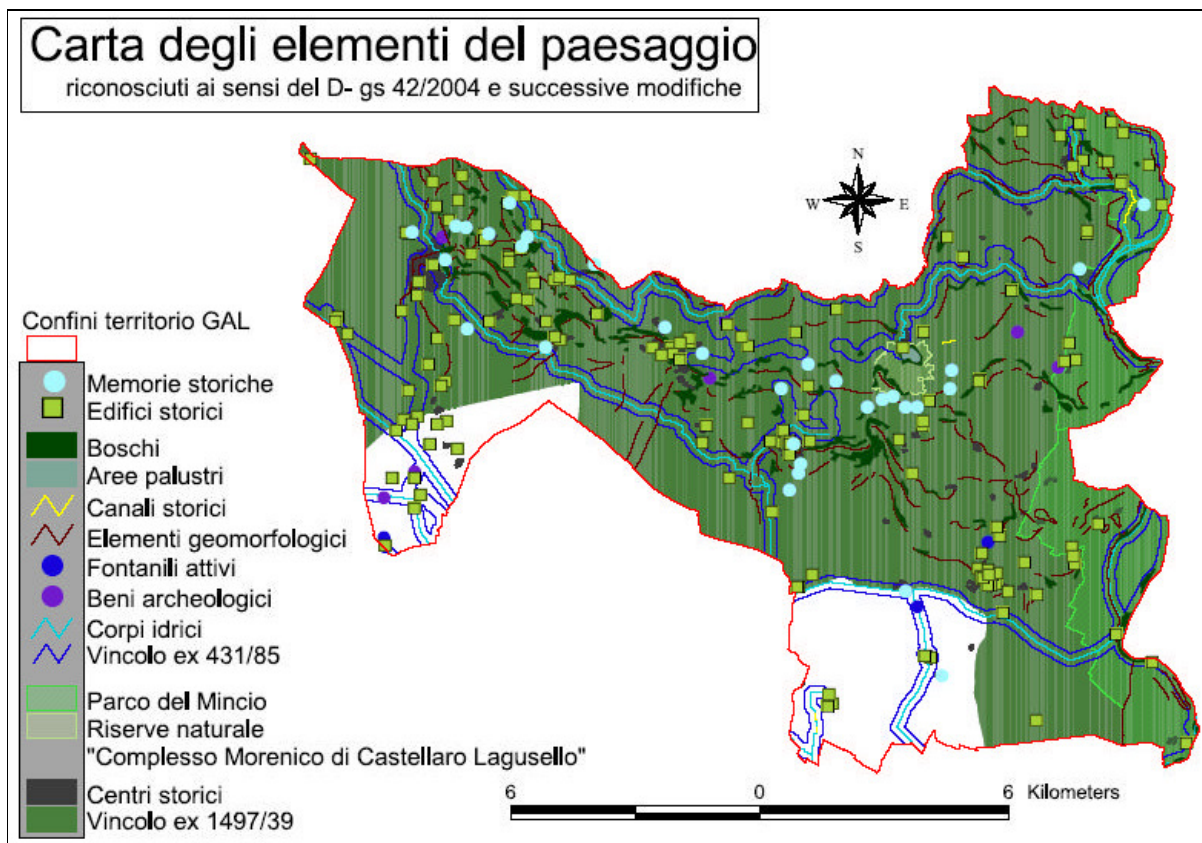 Carta degli elementi del paesaggio
riconosciuti ai sensi del D- gs 42/2004 e successive modifiche
N
W E
S
Confini territorio GAL
Memorie storiche
Edifici storici
Boschi
Aree palustri
Canali storici
Elementi geomorfologici
Fontanili attivi
Beni archeologici
Corpi idrici
Vincolo ex 431/85
Parco del Mincio
Riserve naturale
"Complesso Morenico di Castellaro Lagusello"
Centri storici
Vincolo ex 1497/39
6 0 6 Kilometers